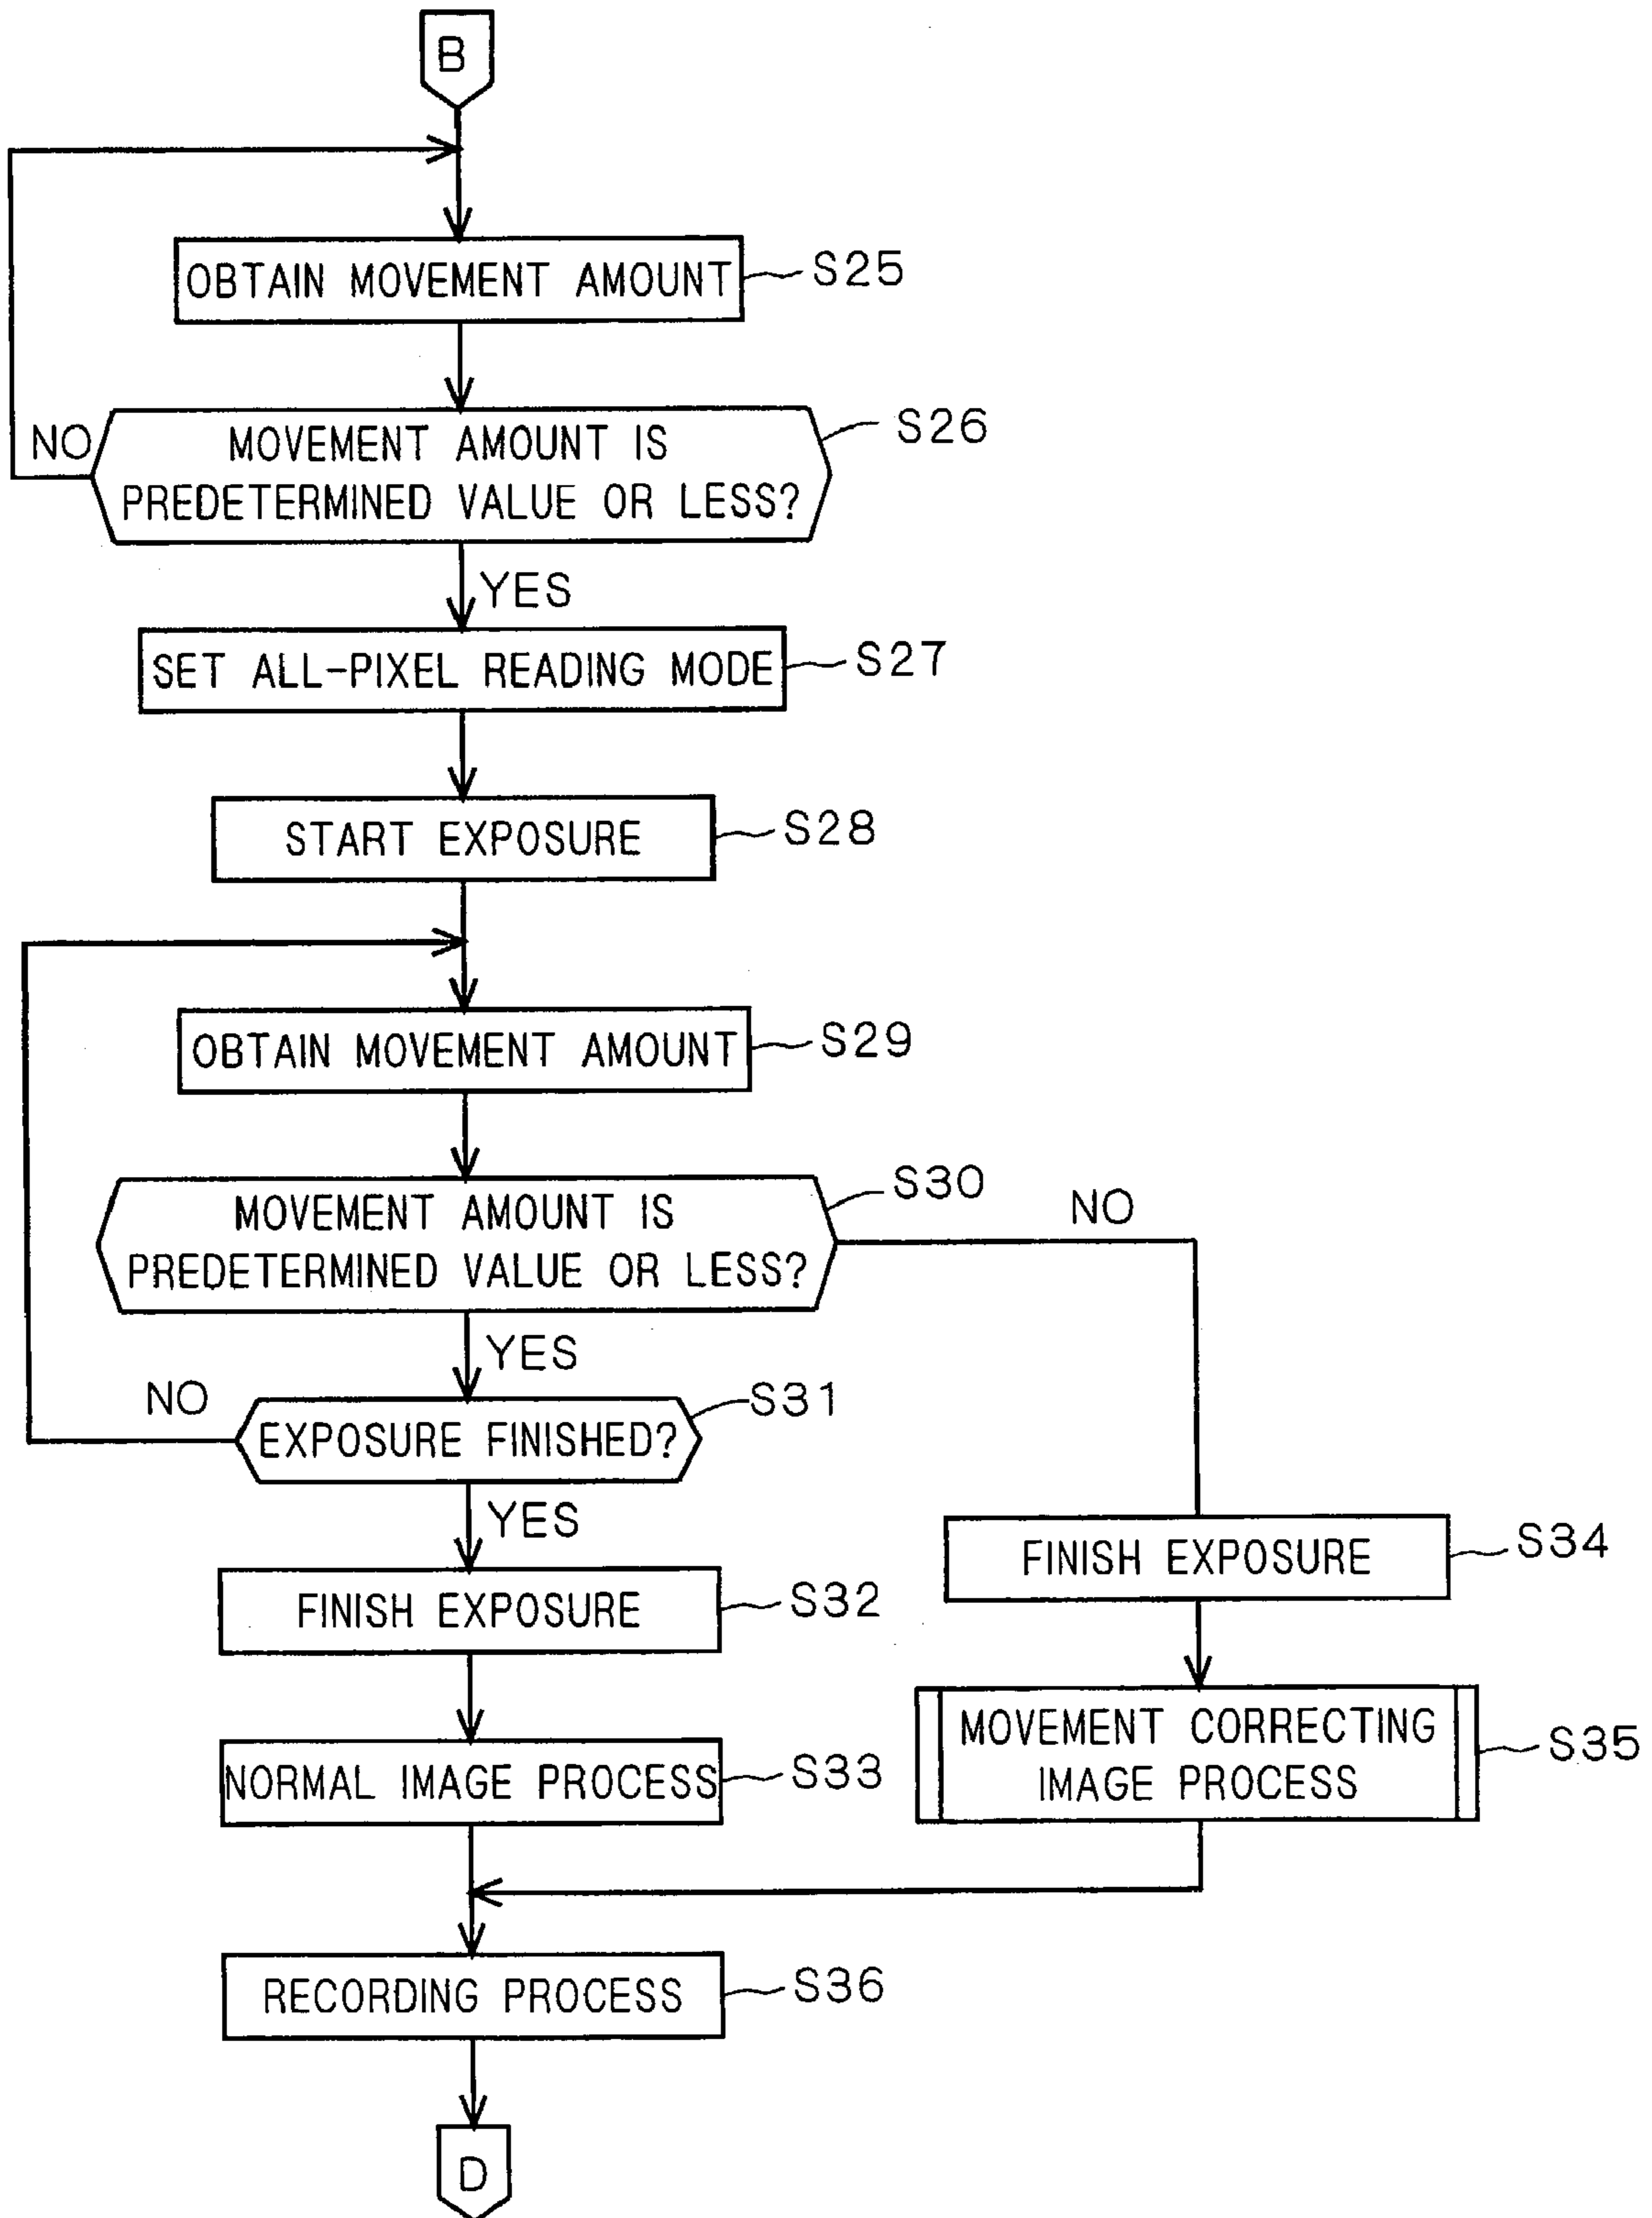 B
OBTAIN MOVEMENT AMOUNT
S25
NO
MOVEMENT AMOUNT IS
PREDETERMINED VALUE OR LESS?
S26
YES
SET ALL-PIXEL READING MODE
S27
START EXPOSURE
S28
OBTAIN MOVEMENT AMOUNT
S29
MOVEMENT AMOUNT IS
PREDETERMINED VALUE OR LESS?
S30
NO
YES
NO
EXPOSURE FINISHED?
S31
YES
FINISH EXPOSURE
S32
FINISH EXPOSURE
S34
NORMAL IMAGE PROCESS
S33
MOVEMENT CORRECTING
IMAGE PROCESS
S35
RECORDING PROCESS
S36
D